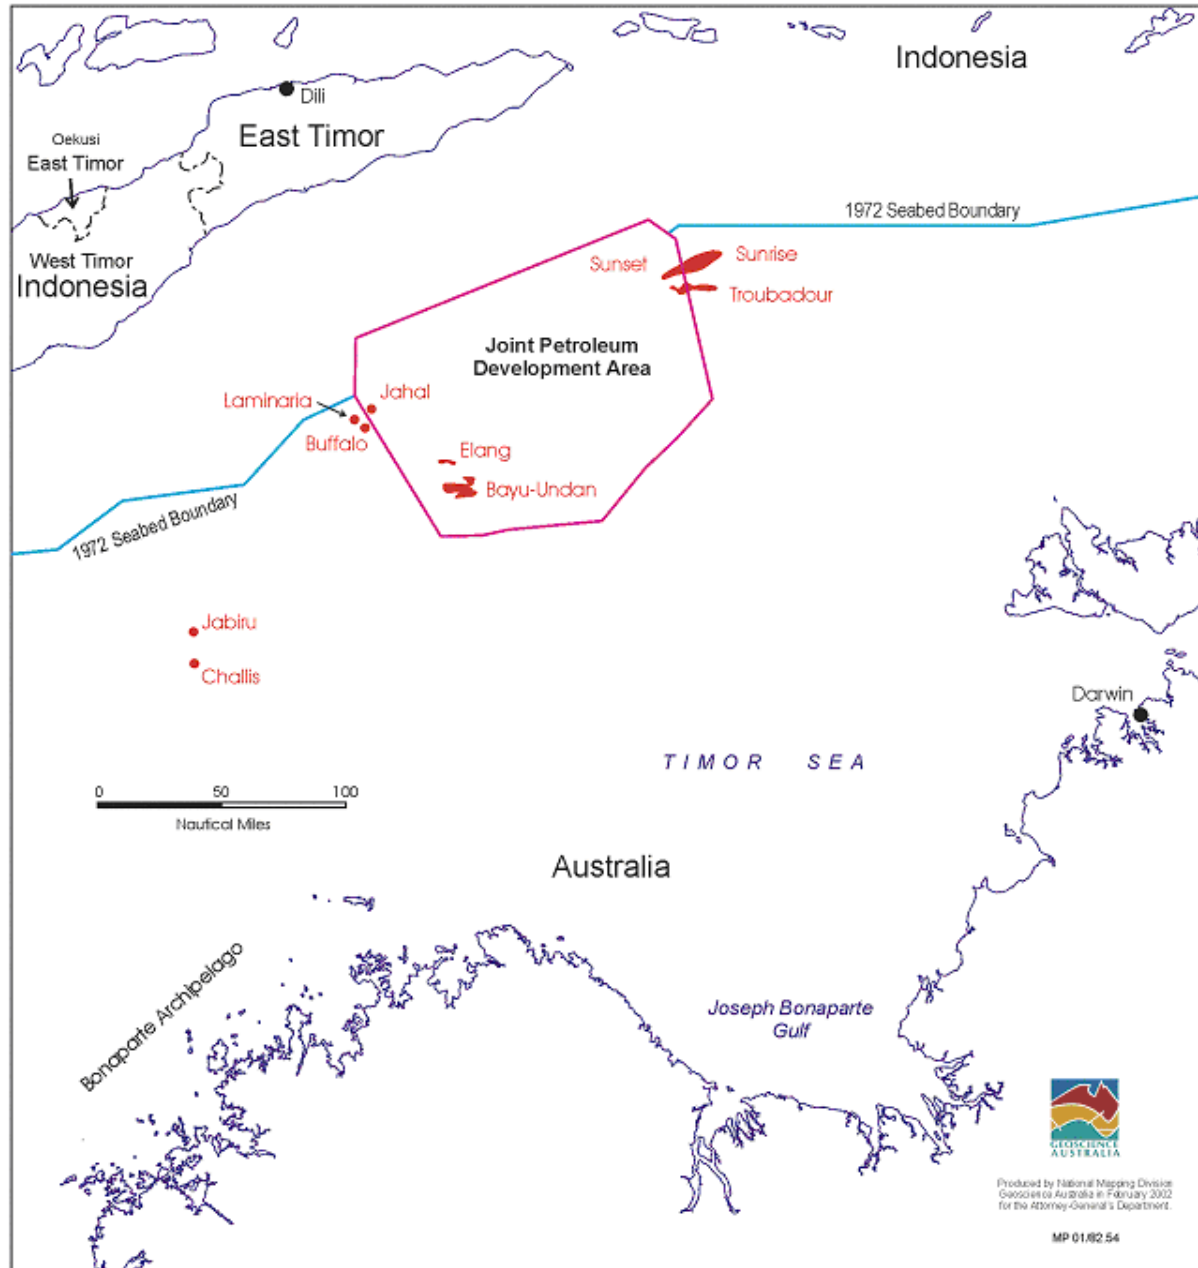 Indonesia
Dili
East Timor
Oekusi
East Timor
West Timor
Indonesia
1972 Seabed Boundary
Sunset
Sunrise
Troubadour
Joint Petroleum
Development Area
Laminaria
Jahal
Buffalo
Elang
Bayu-Undan
1972 Seabed Boundary
Jabiru
Challis
Darwin
TIMOR SEA
0 50 100
Nautical Miles
Australia
Bonaparte Archipelago
Joseph Bonaparte
Gulf
GEOSCIENCE
AUSTRALIA
Produced by National Mapping Division
Geoscience Australia in February 2002
for the Attorney-General's Department.
MP 01/82.54